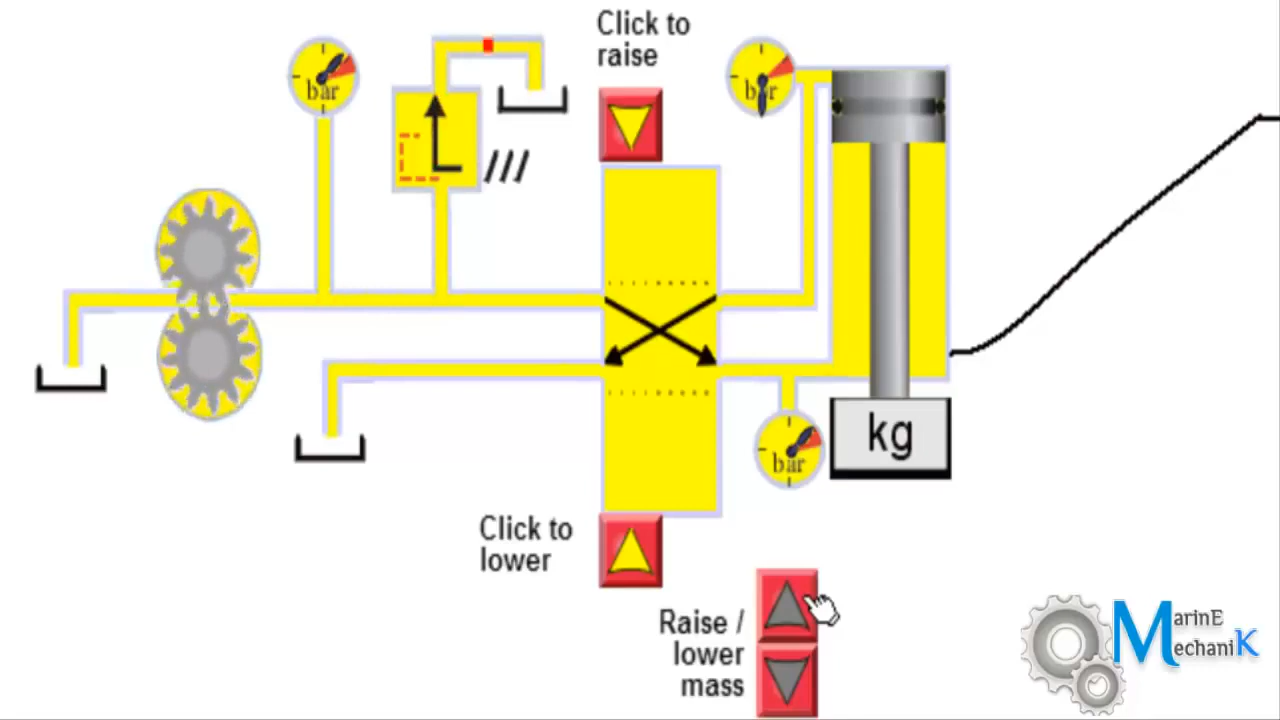 Click to
raise
bar
bar
kg
bar
Click to
lower
Raise /
lower
mass
MarinE
MechaniK